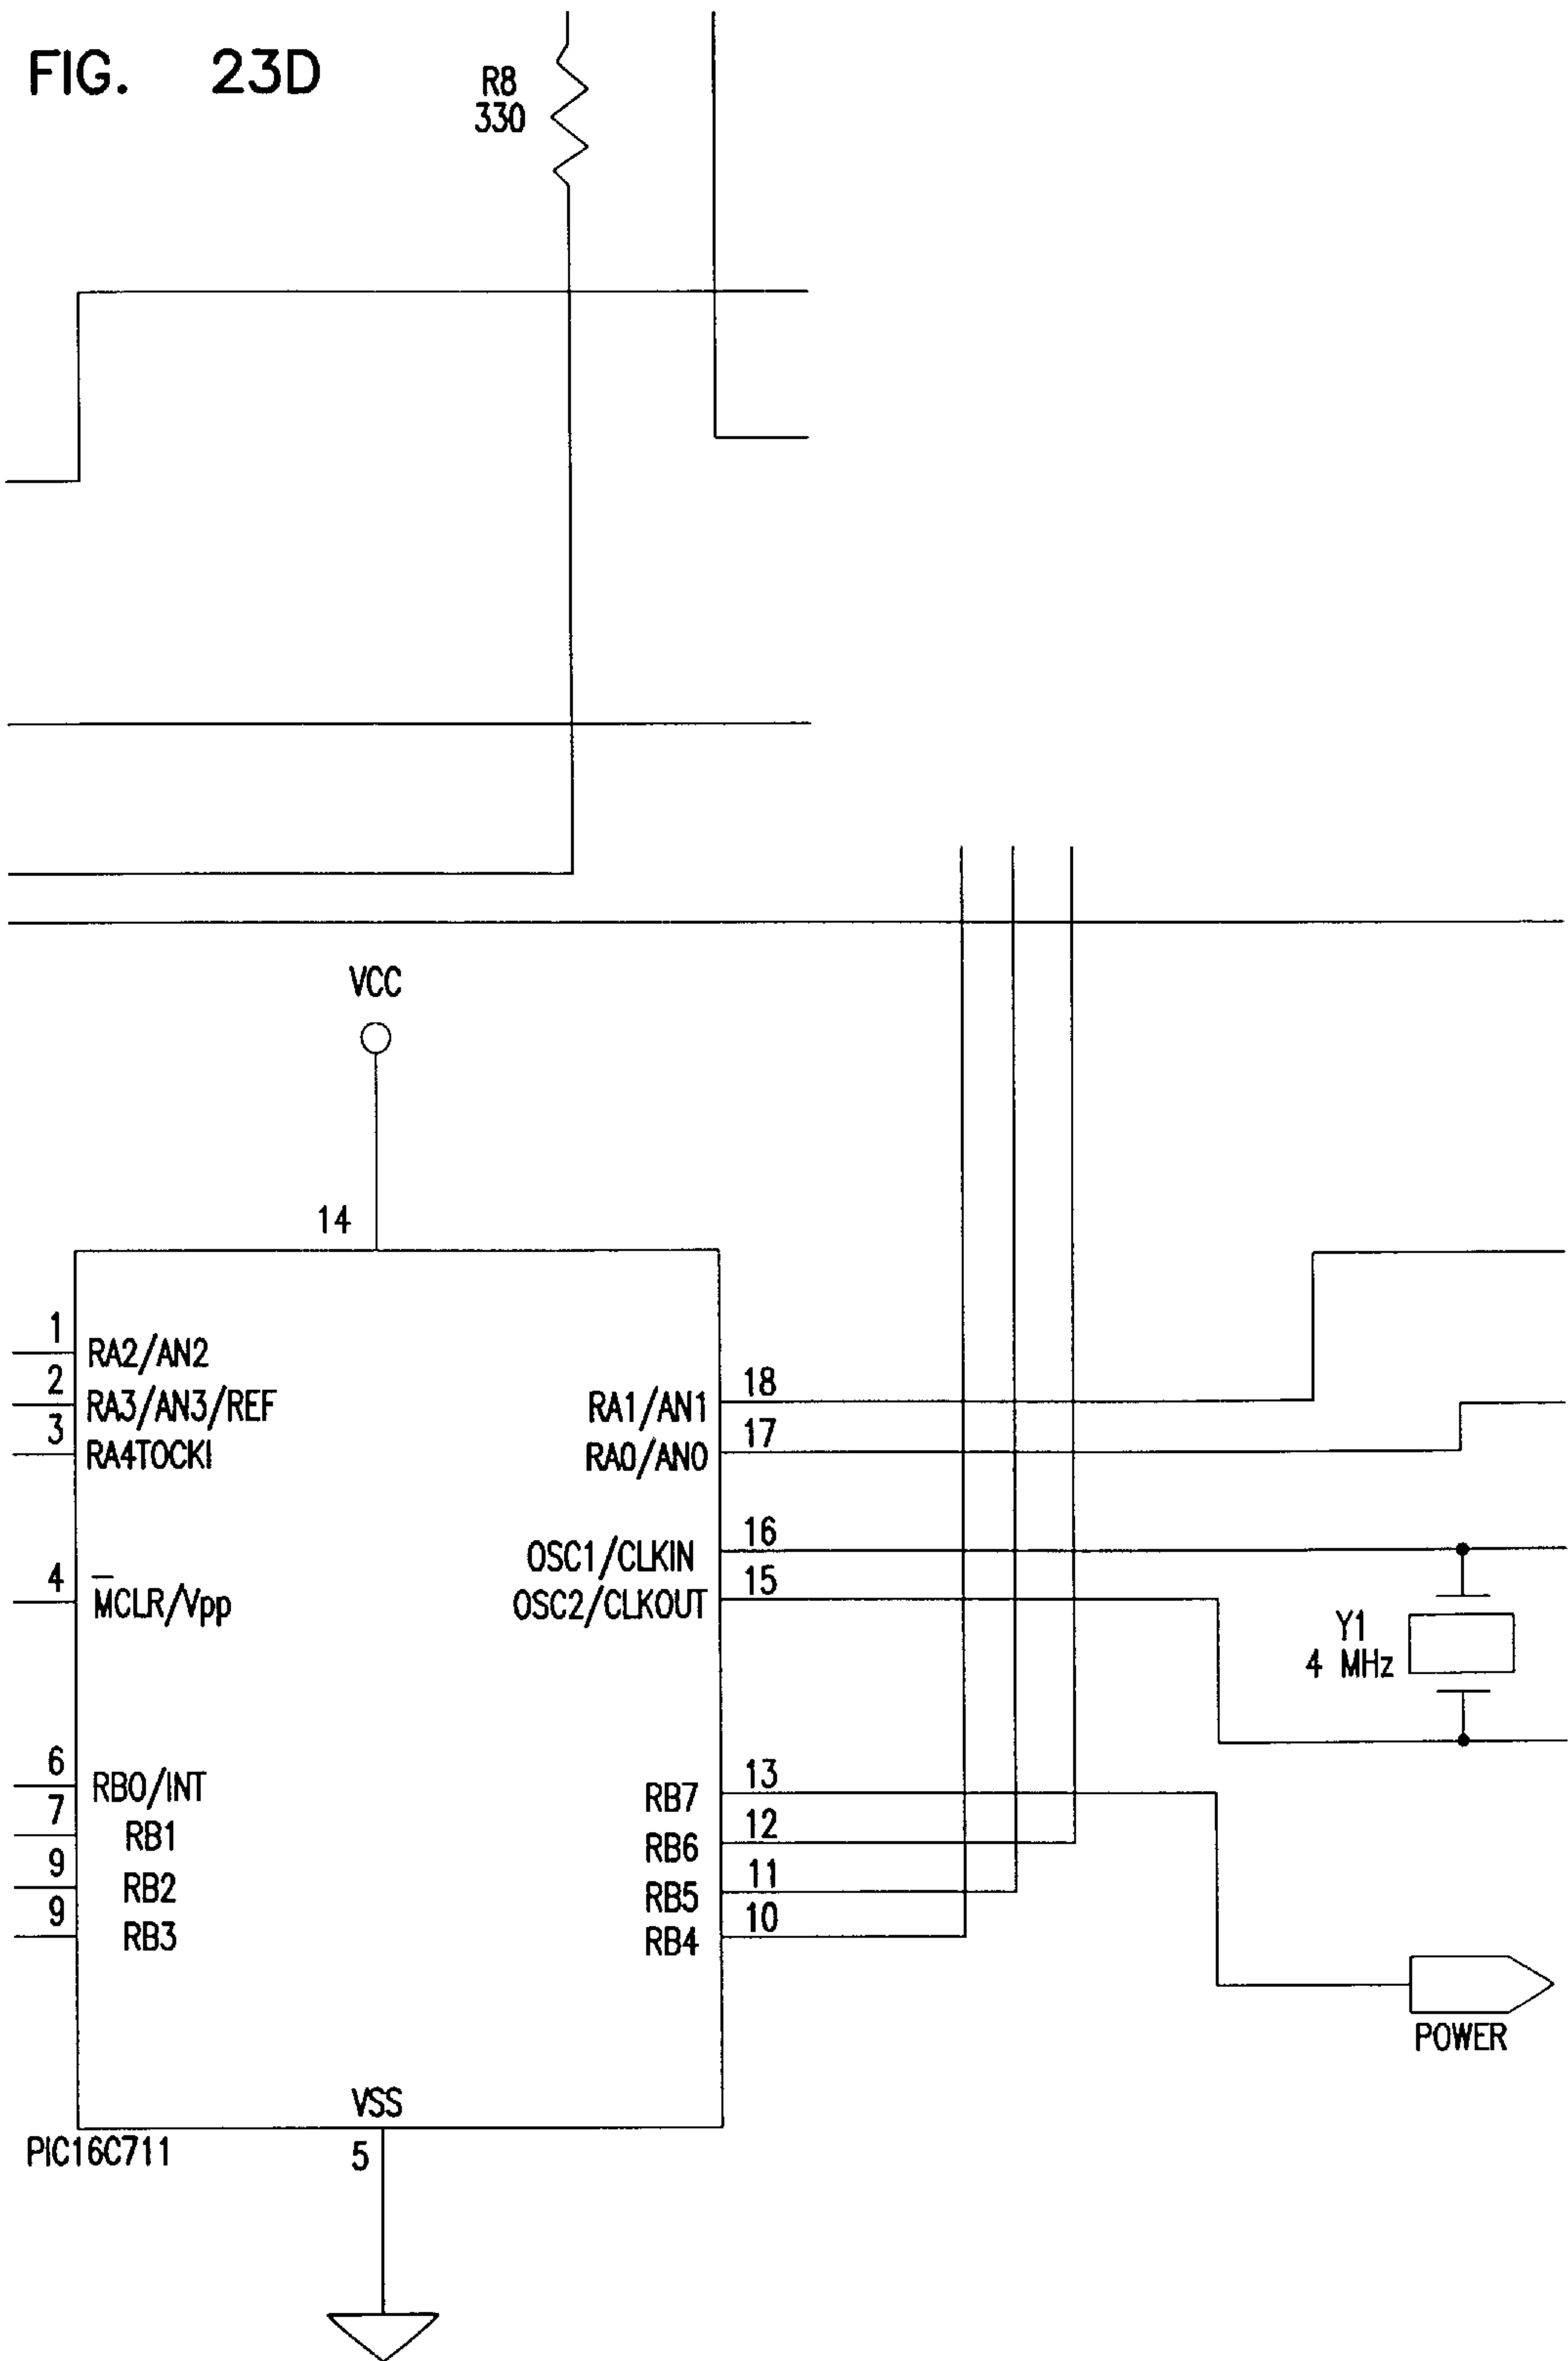 FIG. 23D
R8
330
VCC
14
1
RA2/AN2
2
RA3/AN3/REF
3
RA4TOCKI
4
MCLR/Vpp
6
RB0/INT
7
RB1
9
RB2
9
RB3
18
RA1/AN1
17
RA0/AN0
16
OSC1/CLKIN
15
OSC2/CLKOUT
Y1
4 MHz
13
RB7
12
RB6
11
RB5
10
RB4
POWER
VSS
PIC16C711
5